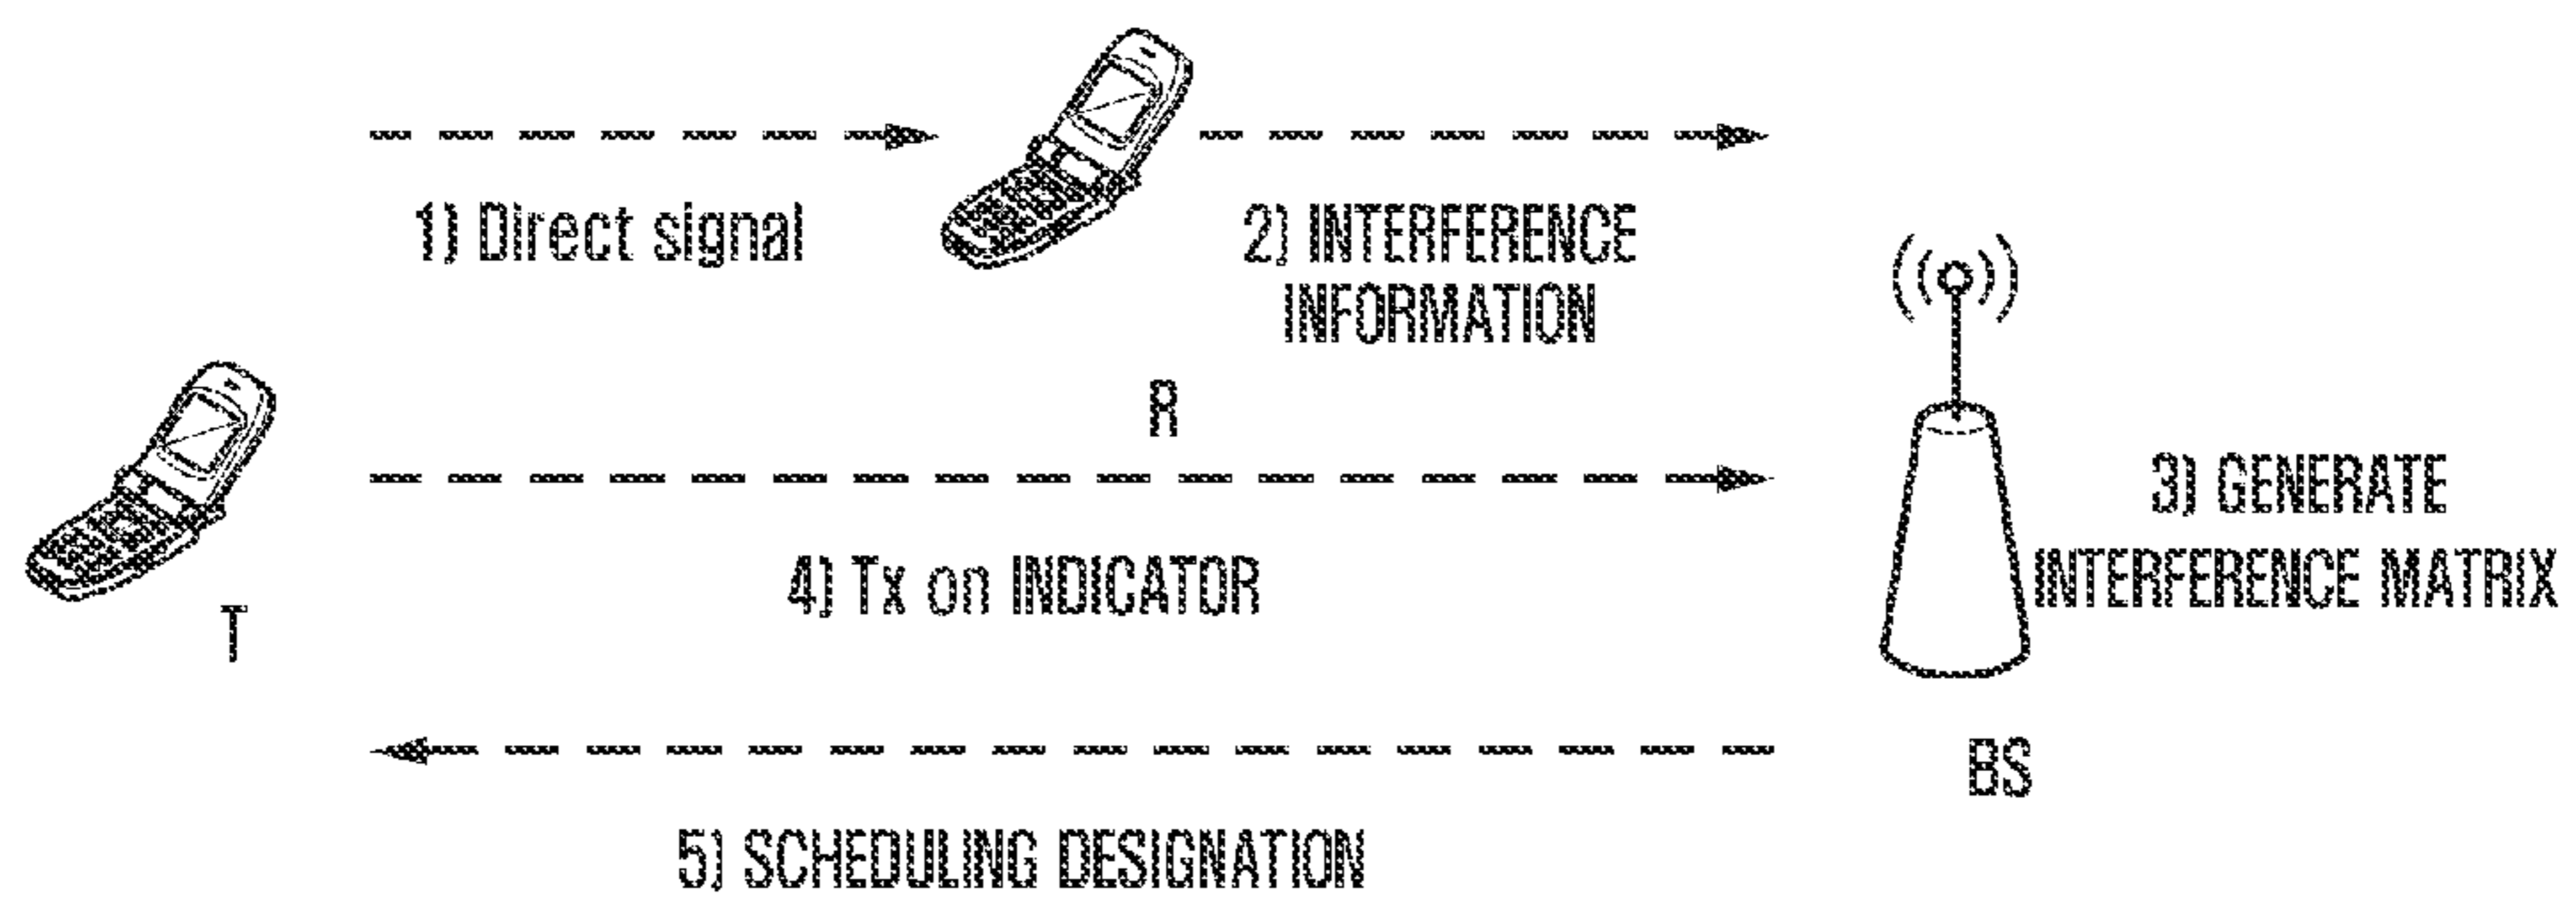 1) Direct signal
2) INTERFERENCE
INFORMATION
R
3) GENERATE
INTERFERENCE MATRIX
4) Tx on INDICATOR
T
BS
5) SCHEDULING DESIGNATION